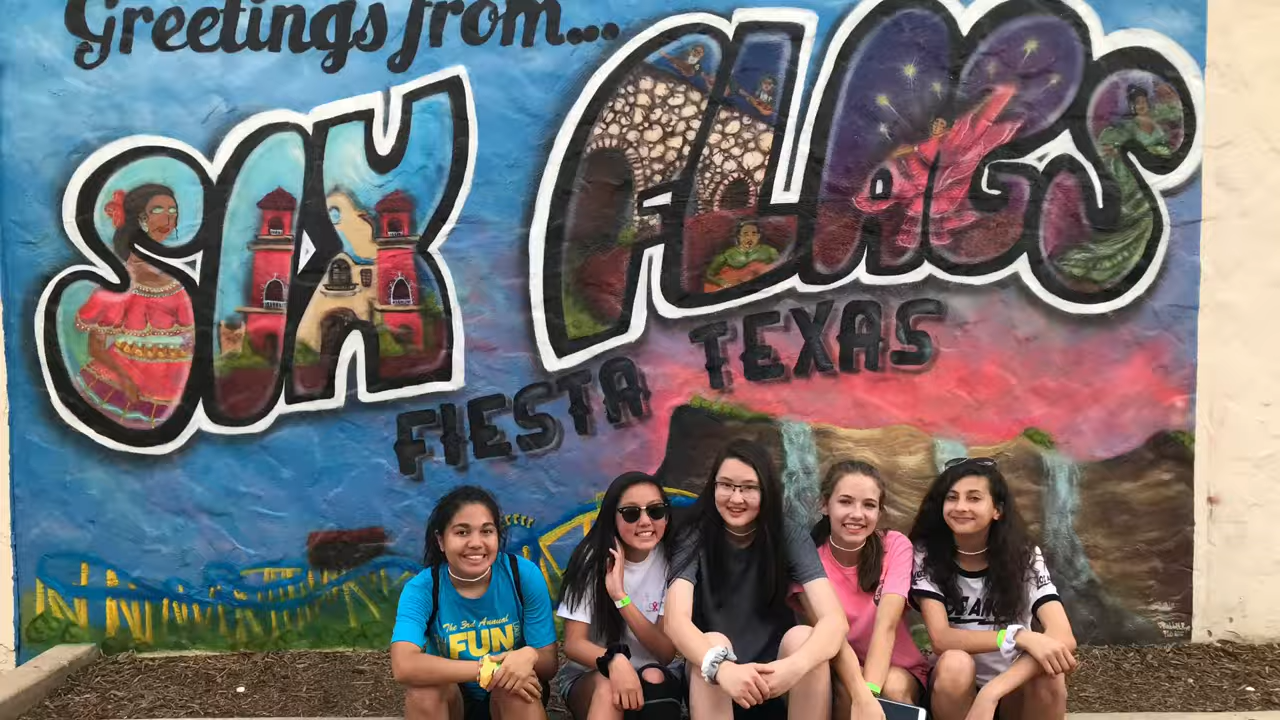 Greetings from...
SIX FLAGS
FIESTA TEXAS
The 3rd Annual
FUN